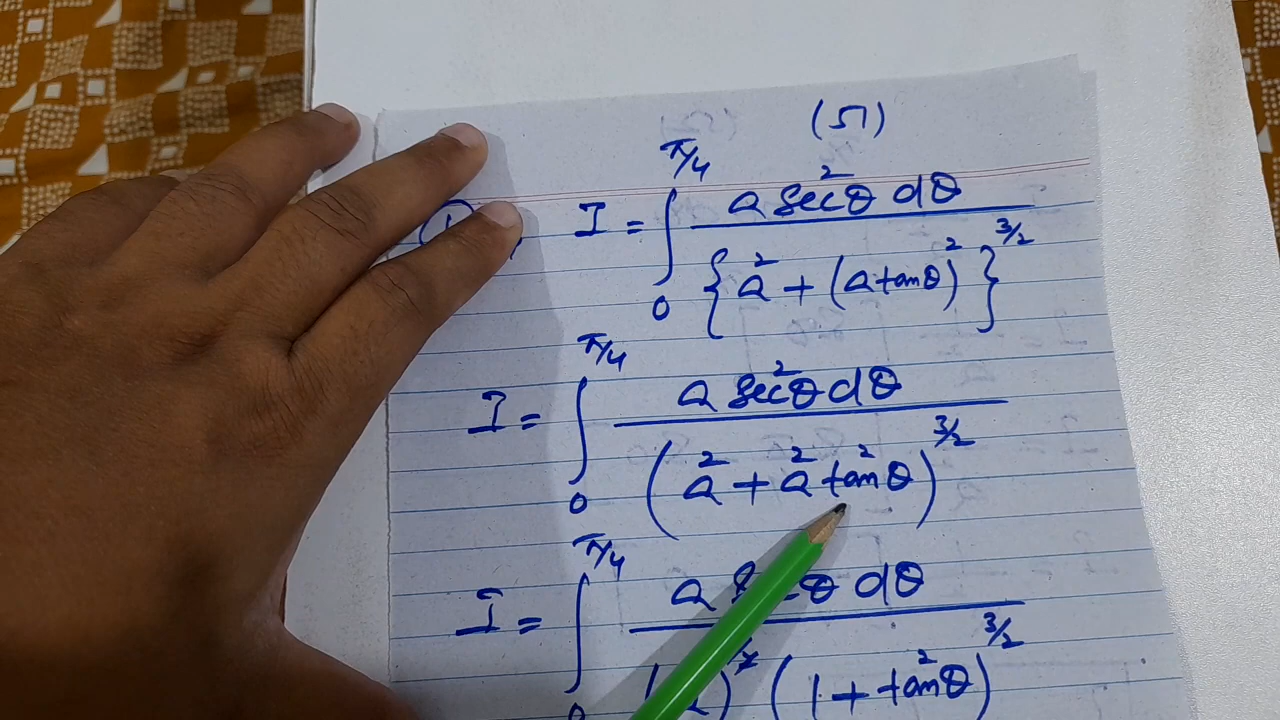 (51)
I = ∫₀^{π/4} a sec²θ dθ / {a² + (a tanθ)²}^{3/2}
I = ∫₀^{π/4} a sec²θ dθ / (a² + a² tan²θ)^{3/2}
I = ∫₀^{π/4} a θ dθ / (1 + tan²θ)^{3/2}